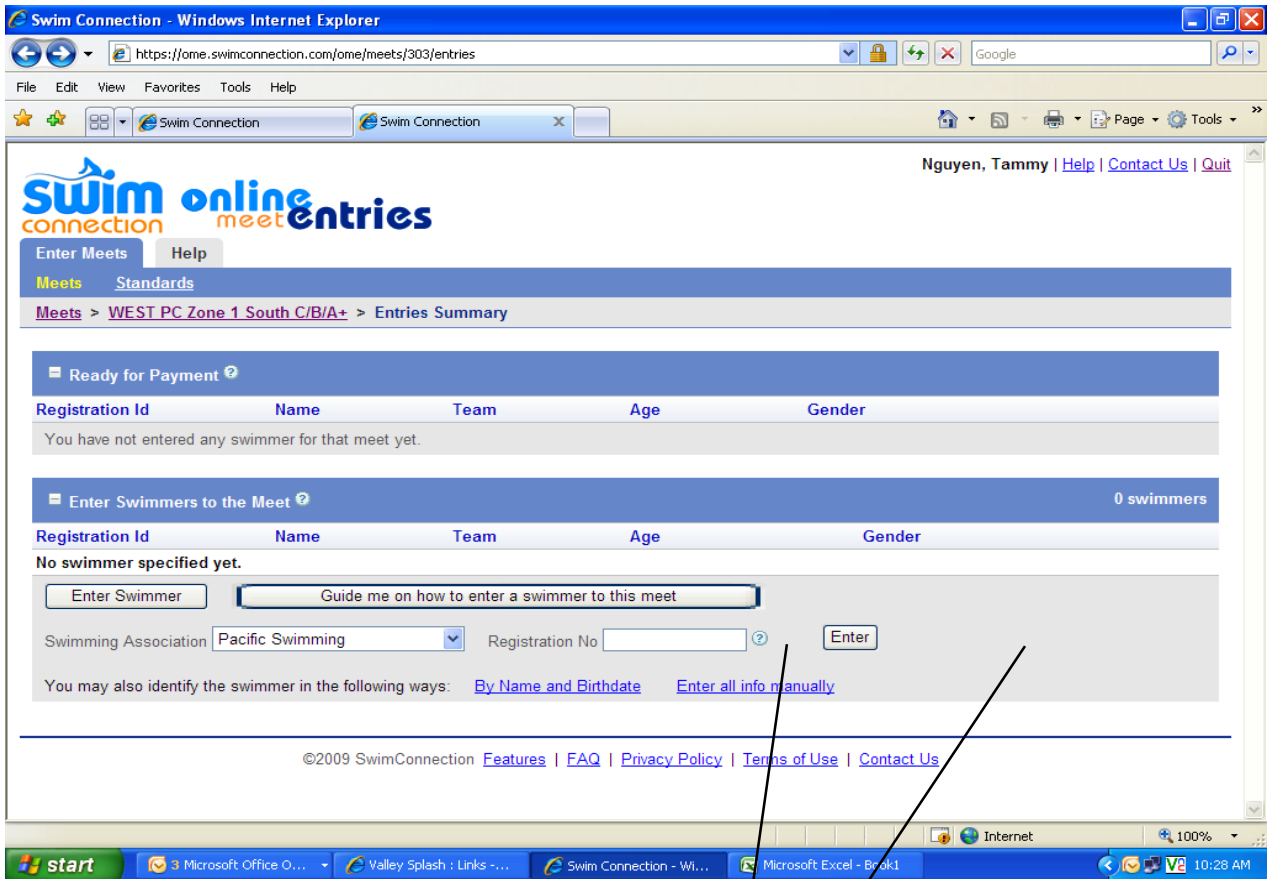 Swim Connection - Windows Internet Explorer
https://ome.swimconnection.com/ome/meets/303/entries
Google
File Edit View Favorites Tools Help
Swim Connection Swim Connection x Page Tools »
Nguyen, Tammy | Help | Contact Us | Quit
swim connection online meet entries
Enter Meets Help
Meets Standards
Meets > WEST PC Zone 1 South C/B/A+ > Entries Summary
Ready for Payment ?
Registration Id Name Team Age Gender
You have not entered any swimmer for that meet yet.
Enter Swimmers to the Meet ? 0 swimmers
Registration Id Name Team Age Gender
No swimmer specified yet.
Enter Swimmer Guide me on how to enter a swimmer to this meet
Swimming Association Pacific Swimming Registration No ? Enter
You may also identify the swimmer in the following ways: By Name and Birthdate Enter all info manually
©2009 SwimConnection Features | FAQ | Privacy Policy | Terms of Use | Contact Us
Internet 100%
start 3 Microsoft Office O... Valley Splash : Links -... Swim Connection - Wi... Microsoft Excel - Book1 10:28 AM